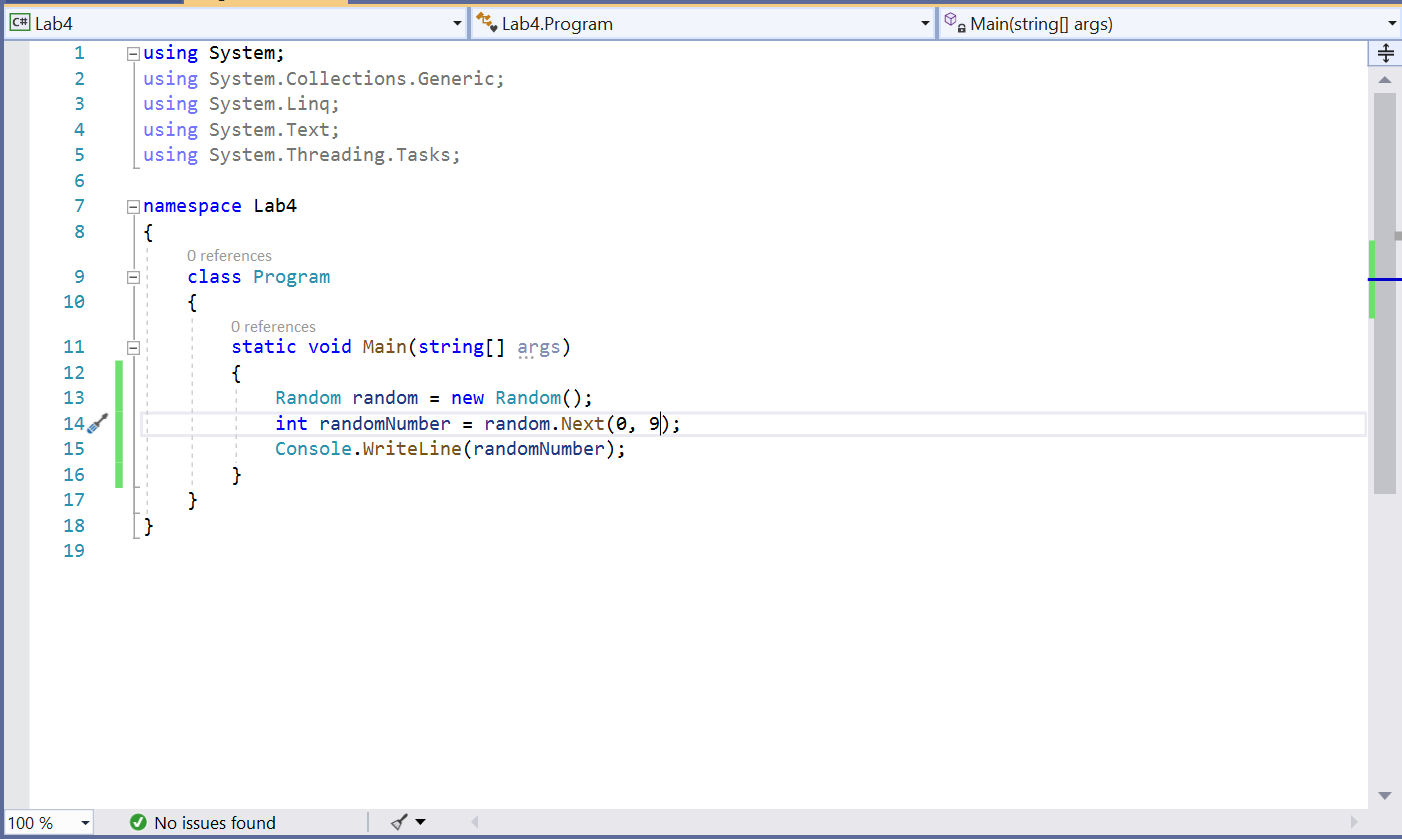 C# Lab4 Lab4.Program Main(string[] args)
1 using System;
2 using System.Collections.Generic;
3 using System.Linq;
4 using System.Text;
5 using System.Threading.Tasks;
6
7 namespace Lab4
8 {
0 references
9 class Program
10 {
0 references
11 static void Main(string[] args)
12 {
13 Random random = new Random();
14 int randomNumber = random.Next(0, 9);
15 Console.WriteLine(randomNumber);
16 }
17 }
18 }
19
100 % No issues found